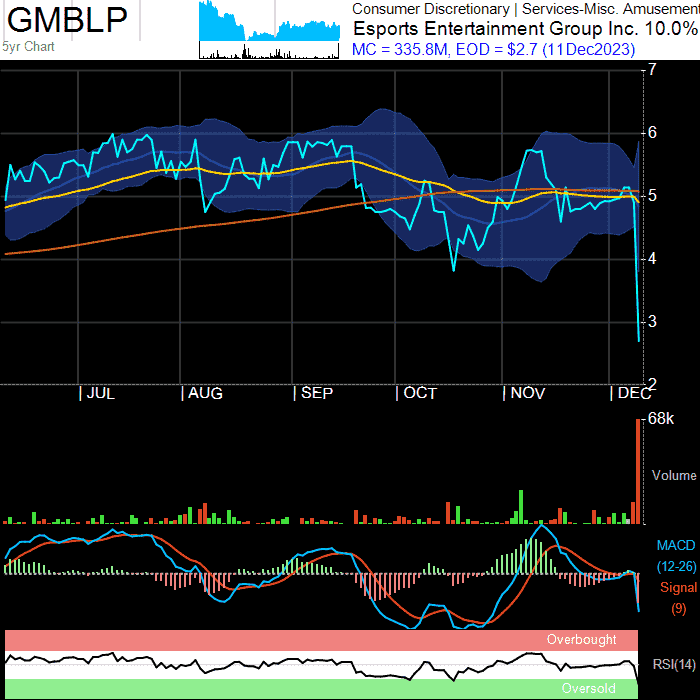 GMBLP
5yr Chart
Consumer Discretionary | Services-Misc. Amusement
Esports Entertainment Group Inc. 10.0%
MC = 335.8M, EOD = $2.7 (11Dec2023)
7
6
5
4
3
2
JUL AUG SEP OCT NOV DEC
68k
Volume
MACD
(12-26)
Signal
(9)
Overbought
RSI(14)
Oversold